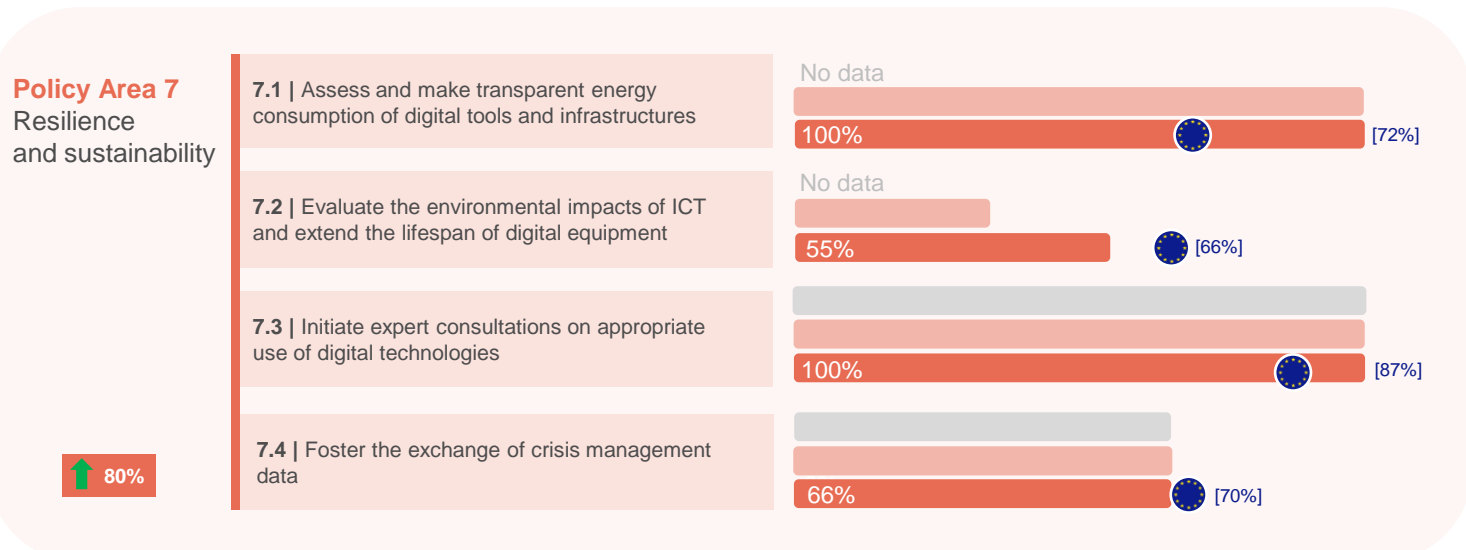 Policy Area 7
Resilience
and sustainability
80%
7.1 | Assess and make transparent energy
consumption of digital tools and infrastructures
No data
100%
[72%]
7.2 | Evaluate the environmental impacts of ICT
and extend the lifespan of digital equipment
No data
55%
[66%]
7.3 | Initiate expert consultations on appropriate
use of digital technologies
100%
[87%]
7.4 | Foster the exchange of crisis management
data
66%
[70%]